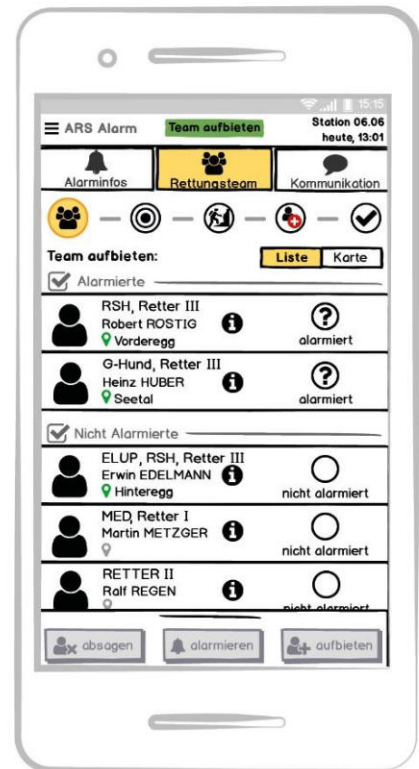 15:15
ARS Alarm Team aufbieten Station 06.06
heute, 13:01
Alarminfos Rettungsteam Kommunikation
Team aufbieten: Liste Karte
Alarmierte
RSH, Retter III
Robert ROSTIG
Vorderegg
alarmiert
G-Hund, Retter III
Heinz HUBER
Seetal
alarmiert
Nicht Alarmierte
ELUP, RSH, Retter III
Erwin EDELMANN
Hinteregg
nicht alarmiert
MED, Retter I
Martin METZGER
nicht alarmiert
RETTER II
Ralf REGEN
nicht alarmiert
absagen alarmieren aufbieten